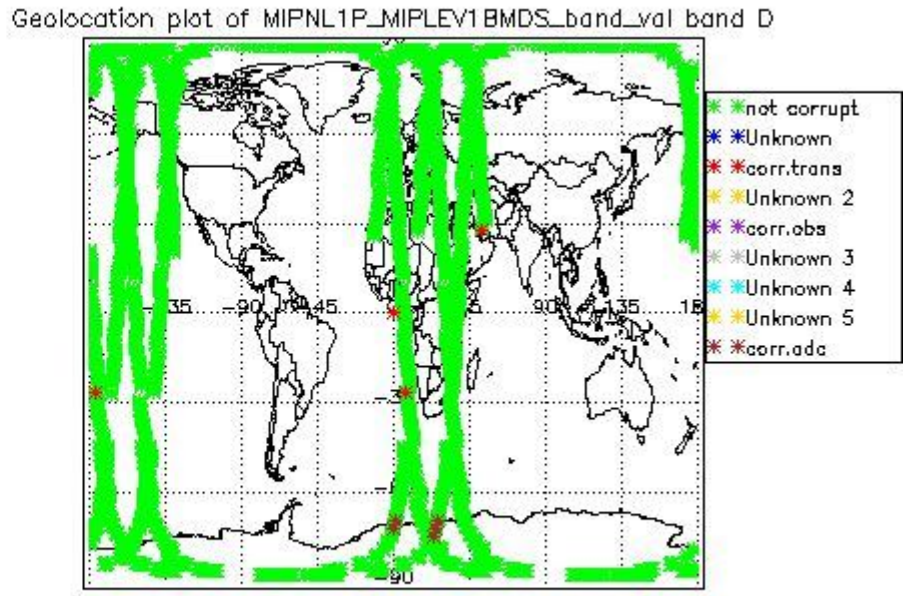 Geolocation plot of MIPNL1P_MIPLEV1BMDS_band_val band D
not corrupt
Unknown
corr.trans
Unknown 2
corr.obs
Unknown 3
Unknown 4
Unknown 5
corr.adc
-135 -90 -45 90 135
-90